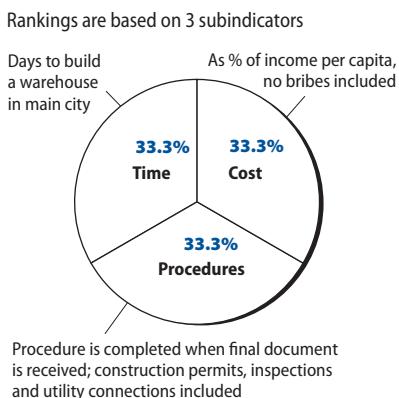 Rankings are based on 3 subindicators
Days to build
a warehouse
in main city
As % of income per capita,
no bribes included
33.3%
Time
33.3%
Cost
33.3%
Procedures
Procedure is completed when final document
is received; construction permits, inspections
and utility connections included